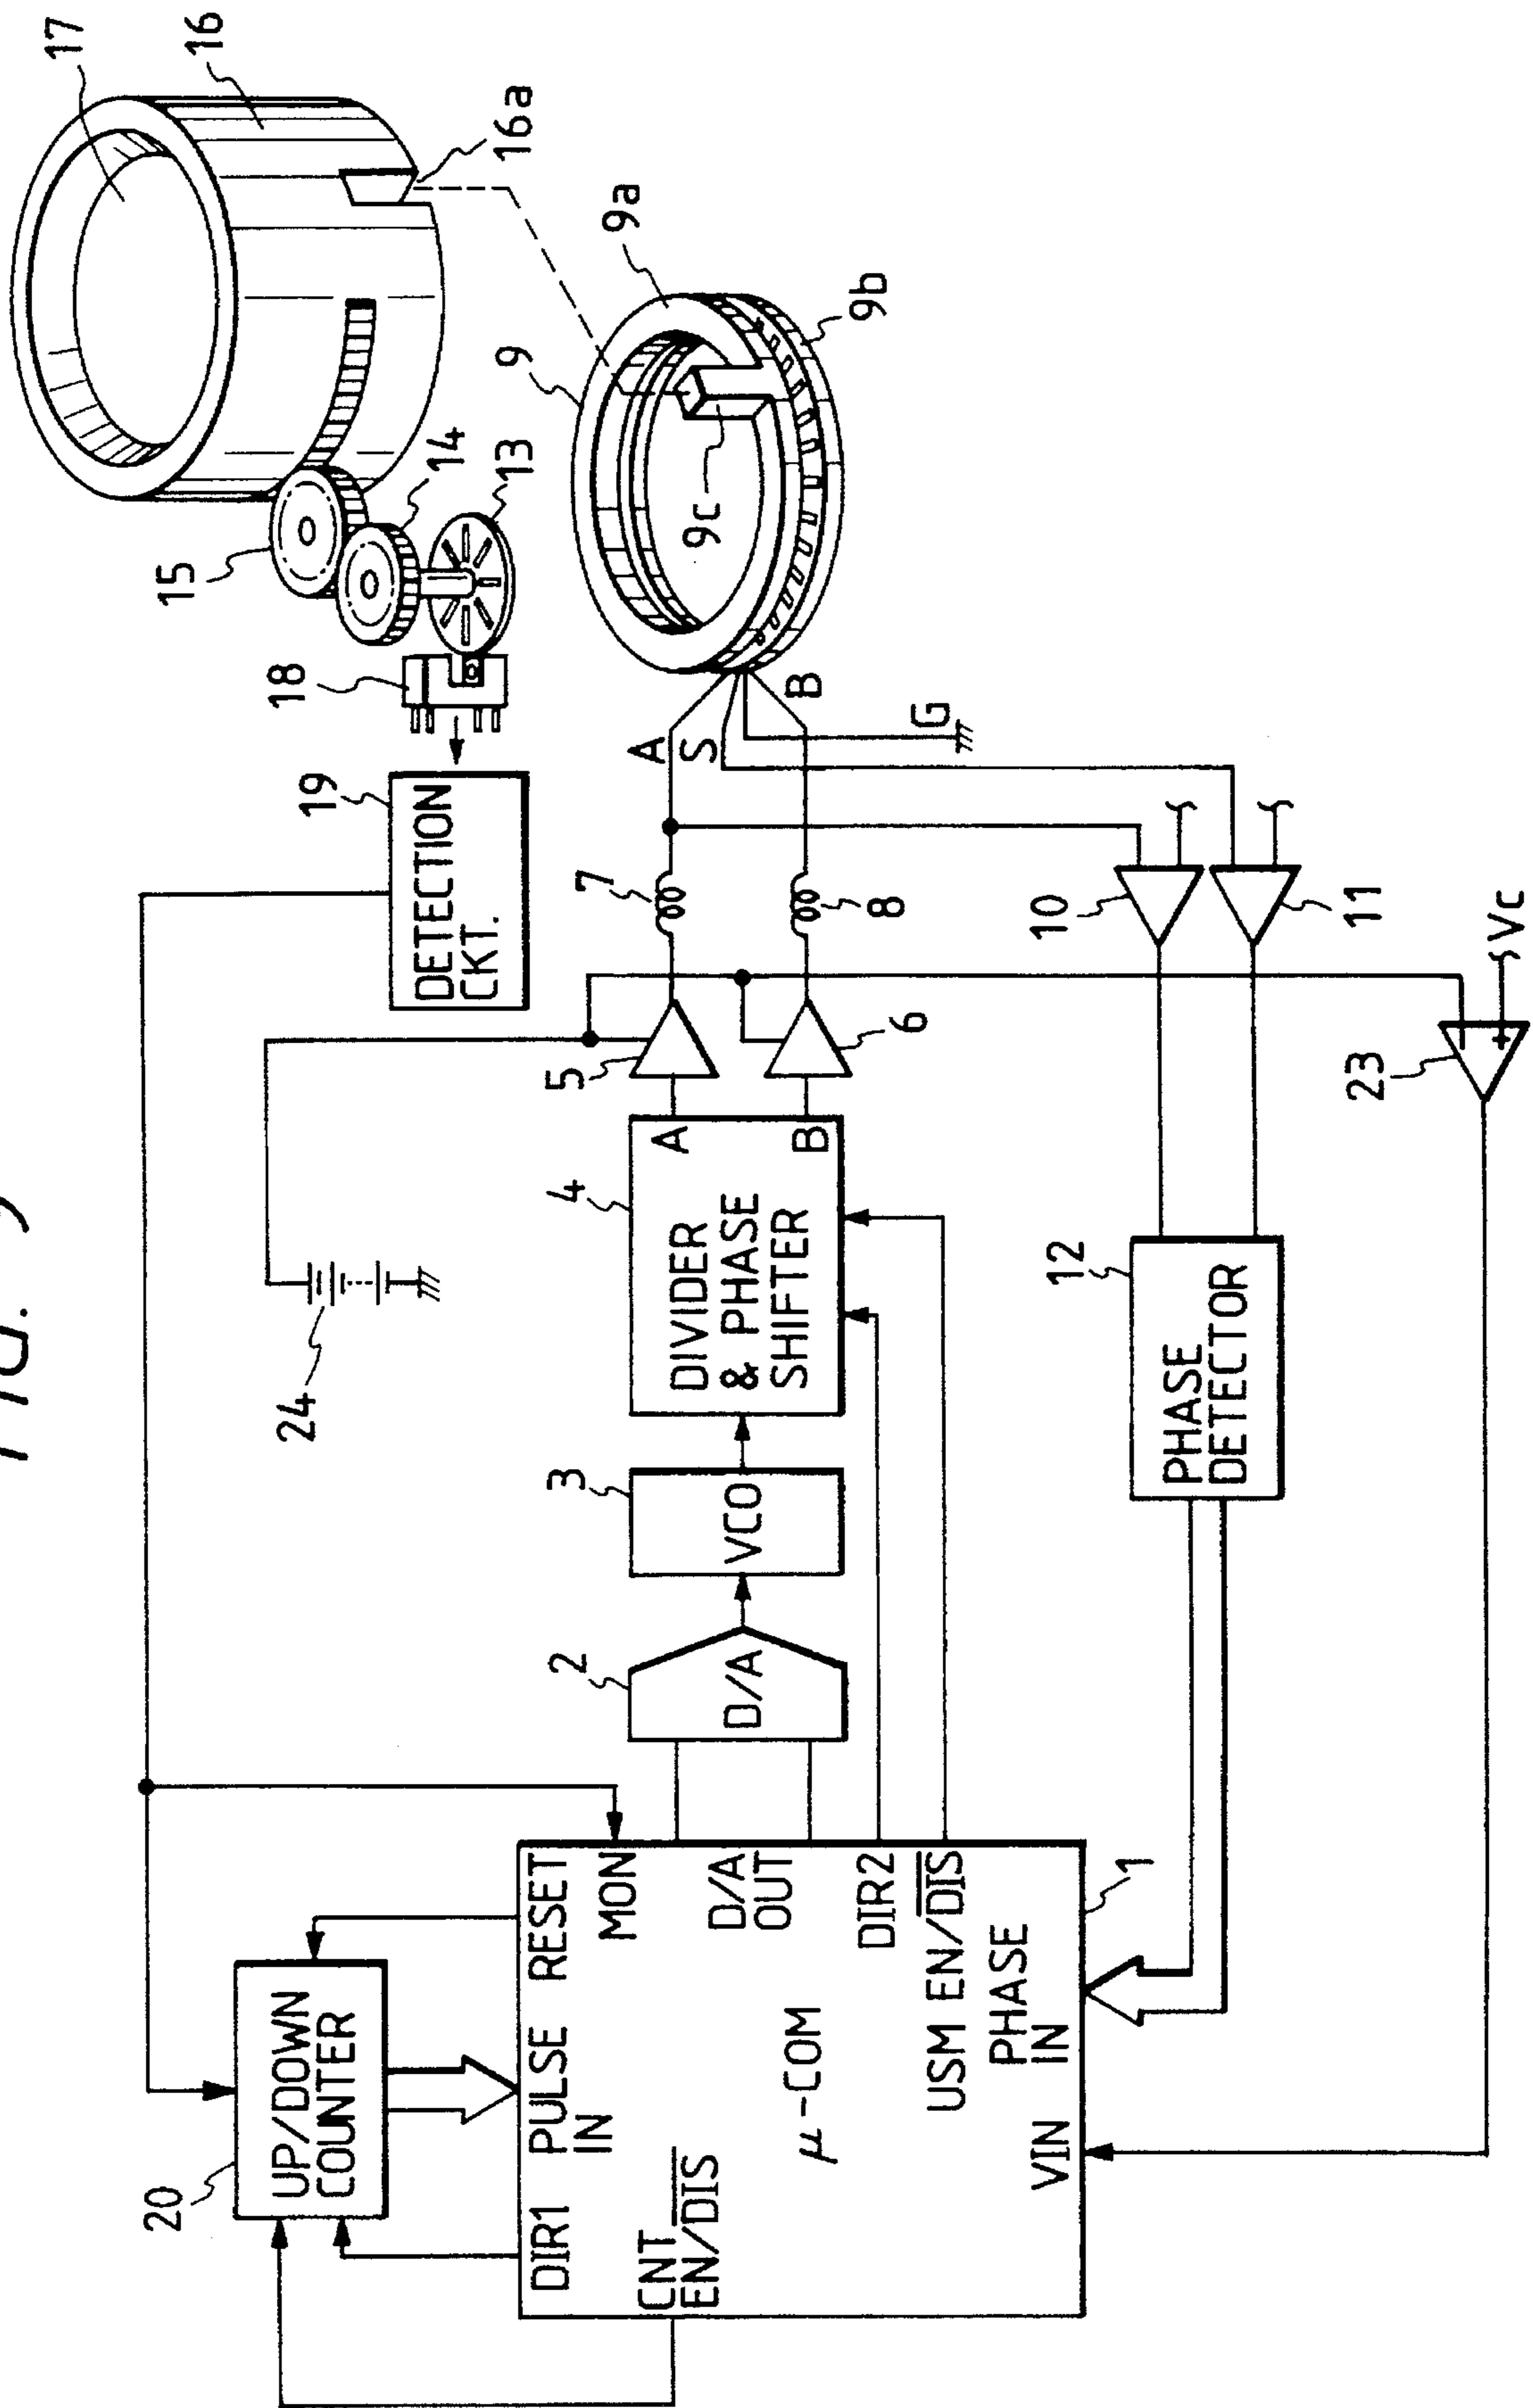 17
16
16a
15
14
13
18
19
DETECTION
CKT.
9
9a
9b
9c
A
S
B
G
24
5
6
7
8
10
11
Vc
− +
23
20
UP/DOWN
COUNTER
2
D/A
3
VCO
4
DIVIDER
& PHASE
SHIFTER
A
B
12
PHASE
DETECTOR
DIR1
PULSE
IN
RESET
CNT
EN/DIS
MON
D/A
OUT
μ-COM
DIR2
USM EN/DIS
PHASE
IN
VIN
1